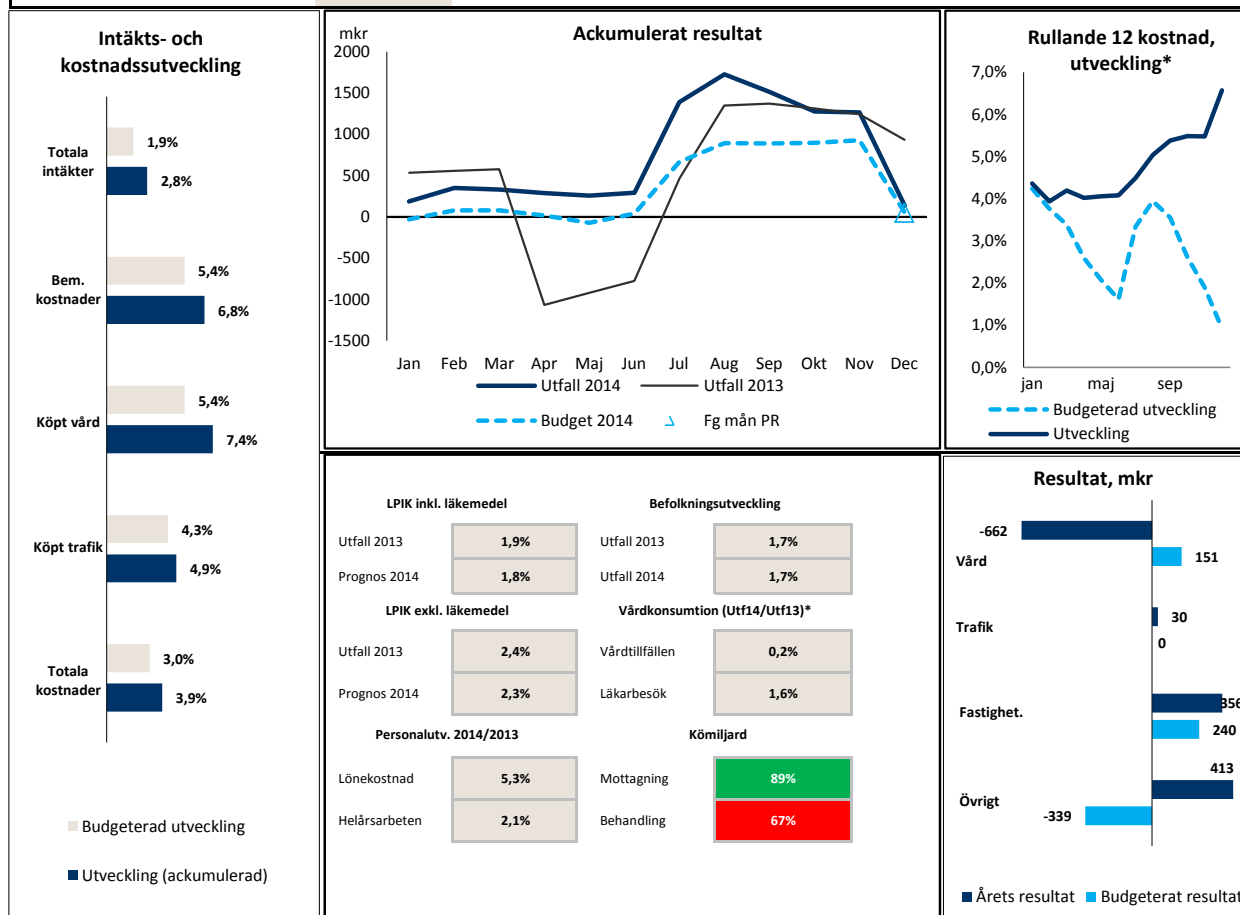 Intäkts- och
kostnadssutveckling
Totala
intäkter
1,9%
2,8%
Bem.
kostnader
5,4%
6,8%
Köpt vård
5,4%
7,4%
Köpt trafik
4,3%
4,9%
Totala
kostnader
3,0%
3,9%
Budgeterad utveckling
Utveckling (ackumulerad)
Ackumulerat resultat
mkr
2000
1500
1000
500
0
-500
-1000
-1500
Jan Feb Mar Apr Maj Jun Jul Aug Sep Okt Nov Dec
Utfall 2014 Utfall 2013
Budget 2014 Fg mån PR
Rullande 12 kostnad,
utveckling*
7,0%
6,0%
5,0%
4,0%
3,0%
2,0%
1,0%
0,0%
jan maj sep
Budgeterad utveckling
Utveckling
LPIK inkl. läkemedel
Utfall 2013 1,9%
Prognos 2014 1,8%
LPIK exkl. läkemedel
Utfall 2013 2,4%
Prognos 2014 2,3%
Personalutv. 2014/2013
Lönekostnad 5,3%
Helårsarbeten 2,1%
Befolkningsutveckling
Utfall 2013 1,7%
Utfall 2014 1,7%
Vårdkonsumtion (Utf14/Utf13)*
Vårdtillfällen 0,2%
Läkarbesök 1,6%
Kömiljard
Mottagning 89%
Behandling 67%
Resultat, mkr
-662
Vård
151
Trafik
30
0
Fastighet.
356
240
Övrigt
413
-339
Årets resultat Budgeterat resultat